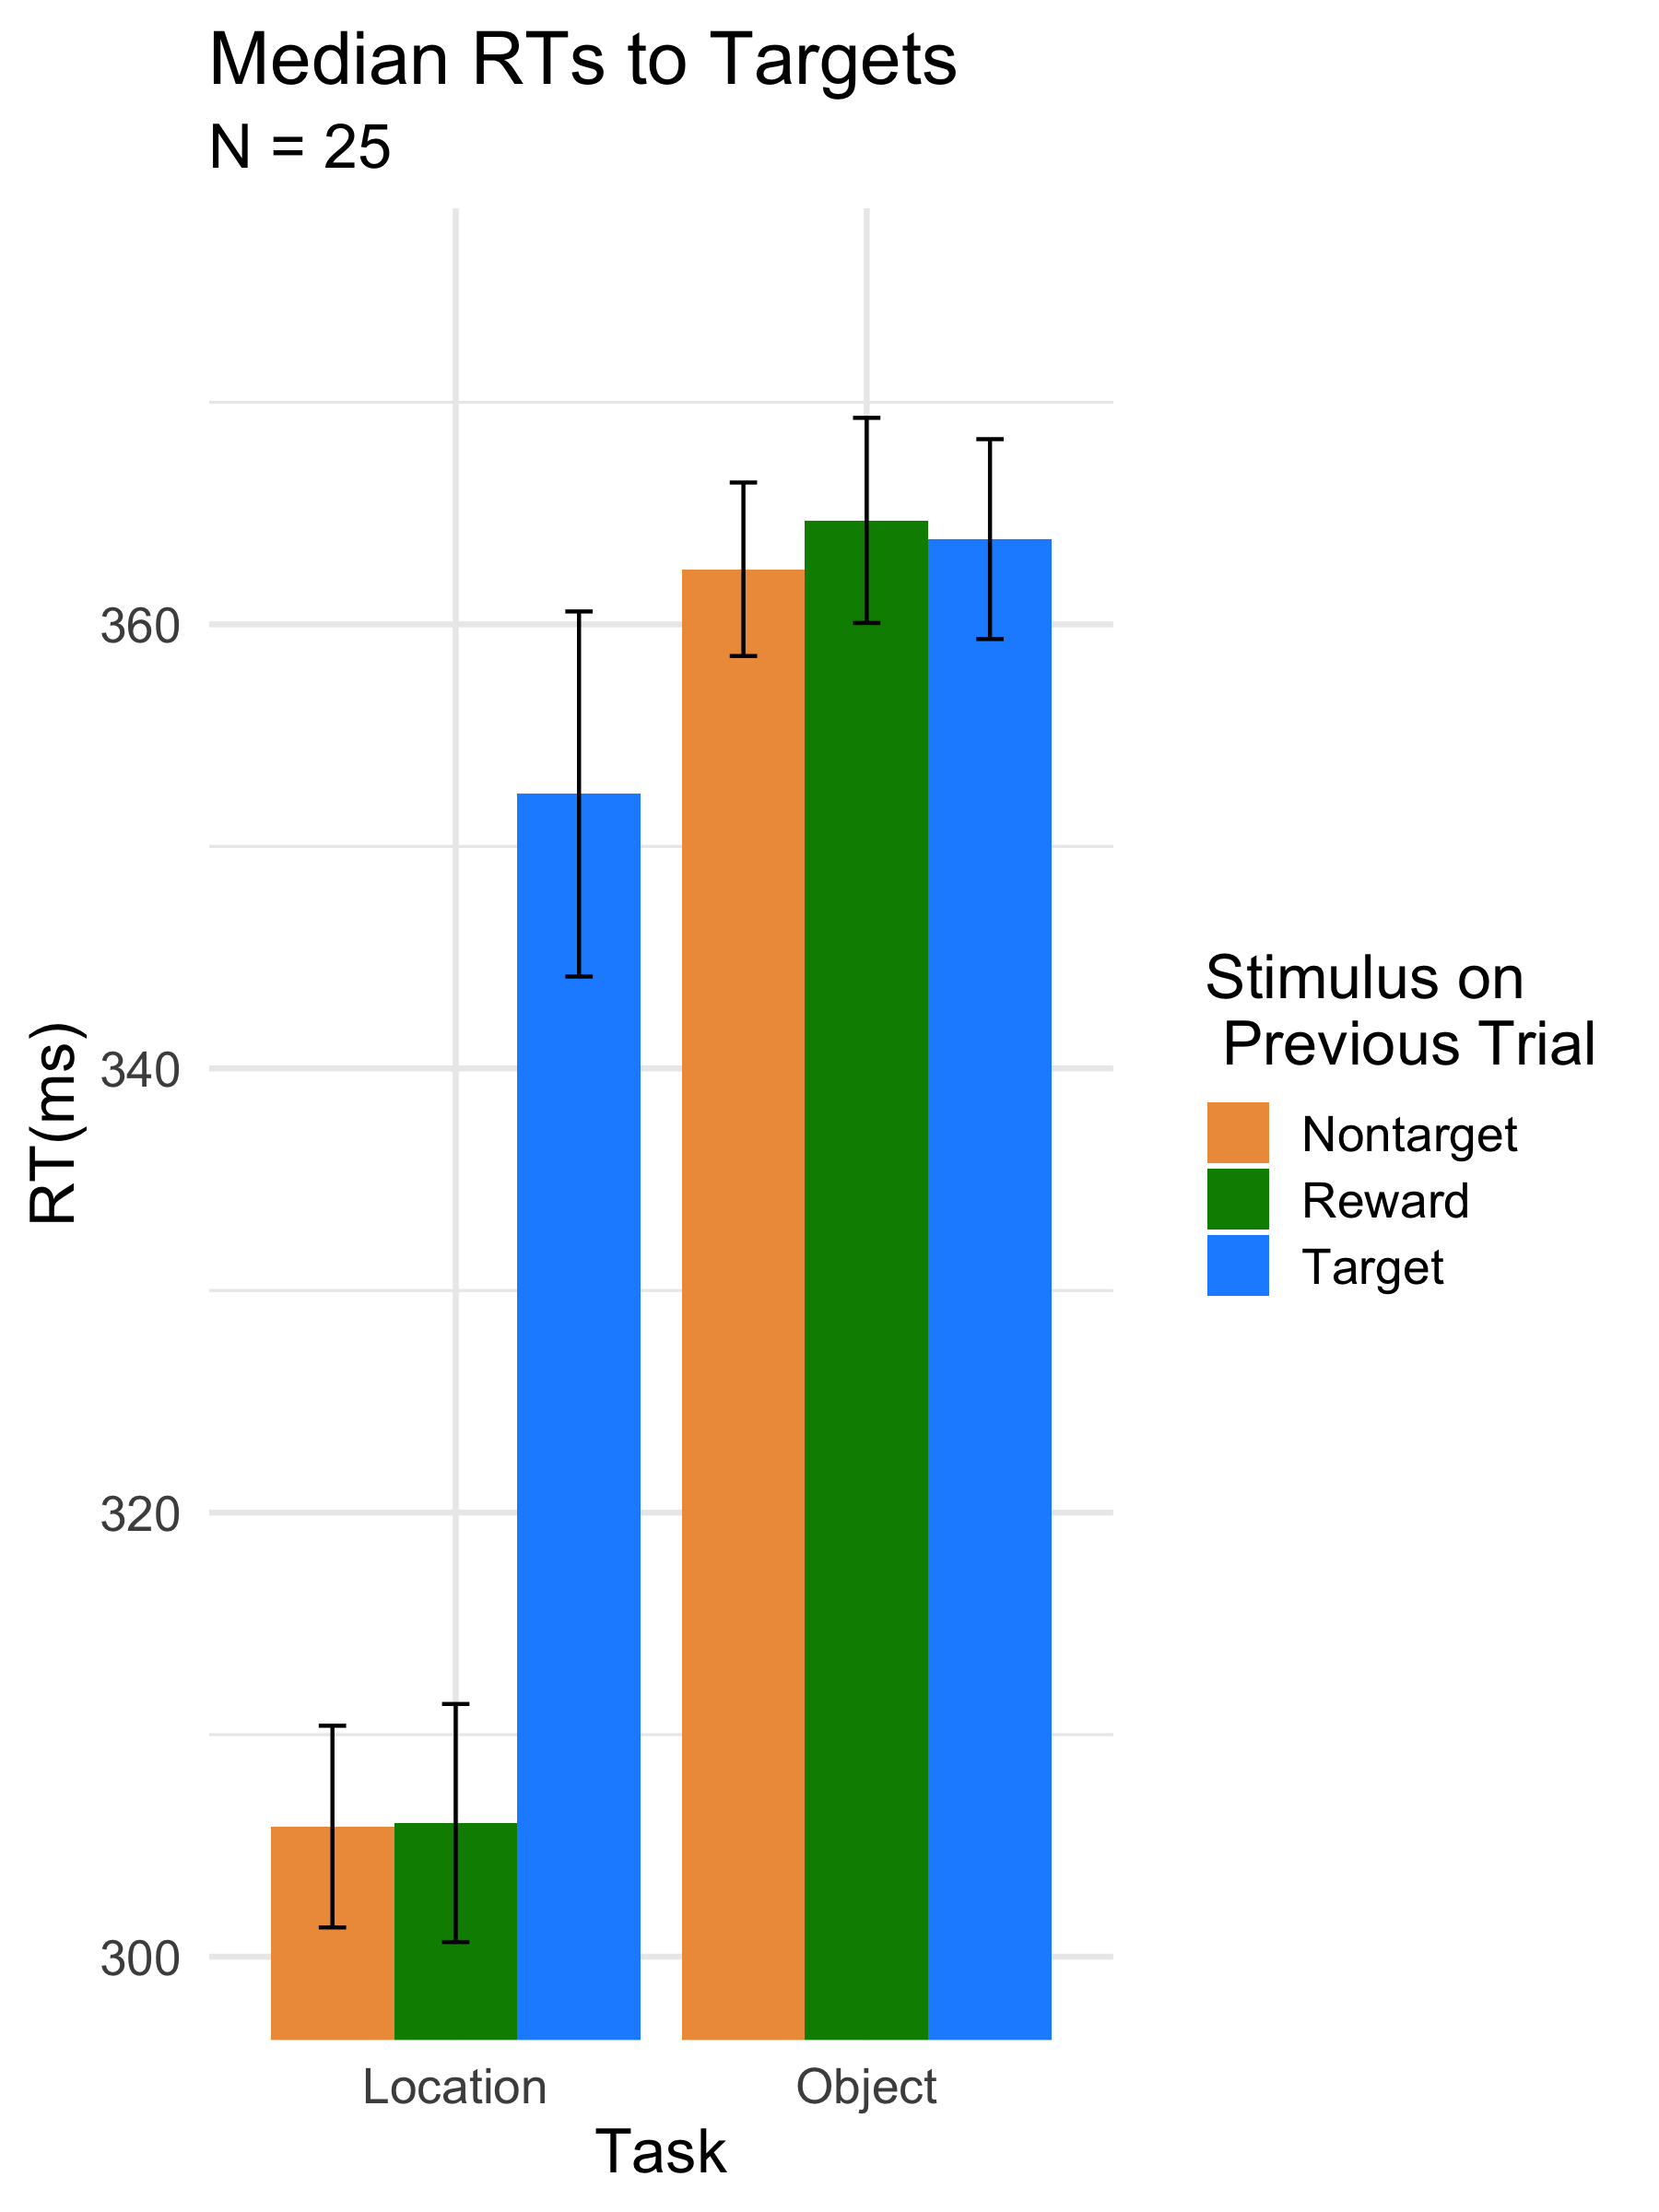 Median RTs to Targets
N = 25
RT(ms)
360
340
320
300
Location
Object
Task
Stimulus on
Previous Trial
Nontarget
Reward
Target